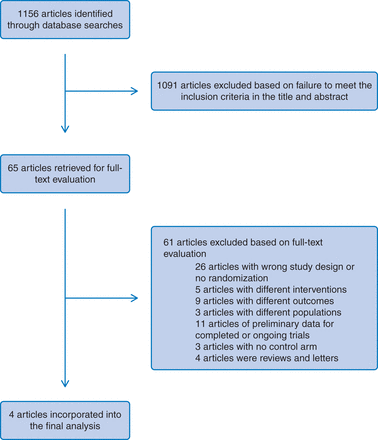 1156 articles identified
through database searches
1091 articles excluded based on failure to meet the
inclusion criteria in the title and abstract
65 articles retrieved for full-
text evaluation
61 articles excluded based on full-text
evaluation
26 articles with wrong study design or
no randomization
5 articles with different interventions
9 articles with different outcomes
3 articles with different populations
11 articles of preliminary data for
completed or ongoing trials
3 articles with no control arm
4 articles were reviews and letters
4 articles incorporated into
the final analysis